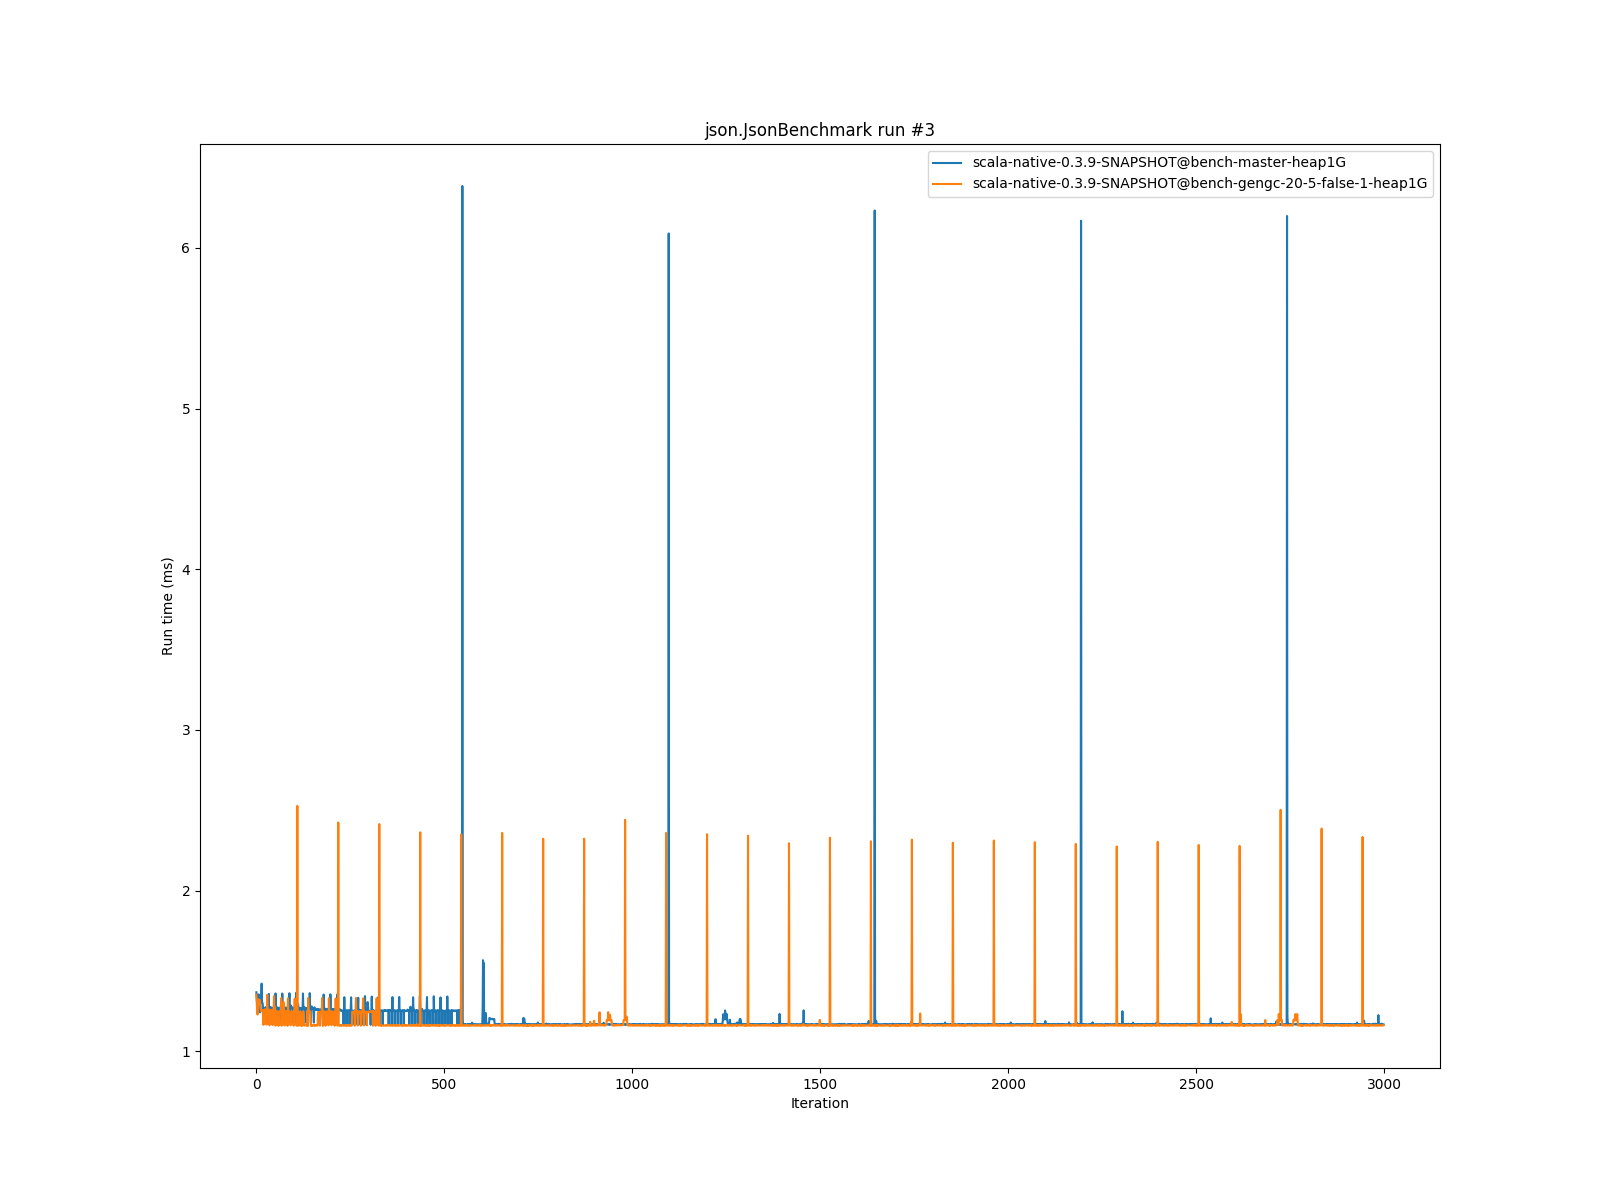 json.JsonBenchmark run #3
scala-native-0.3.9-SNAPSHOT@bench-master-heap1G
scala-native-0.3.9-SNAPSHOT@bench-gengc-20-5-false-1-heap1G
Run time (ms)
6
5
4
3
2
1
0 500 1000 1500 2000 2500 3000
Iteration